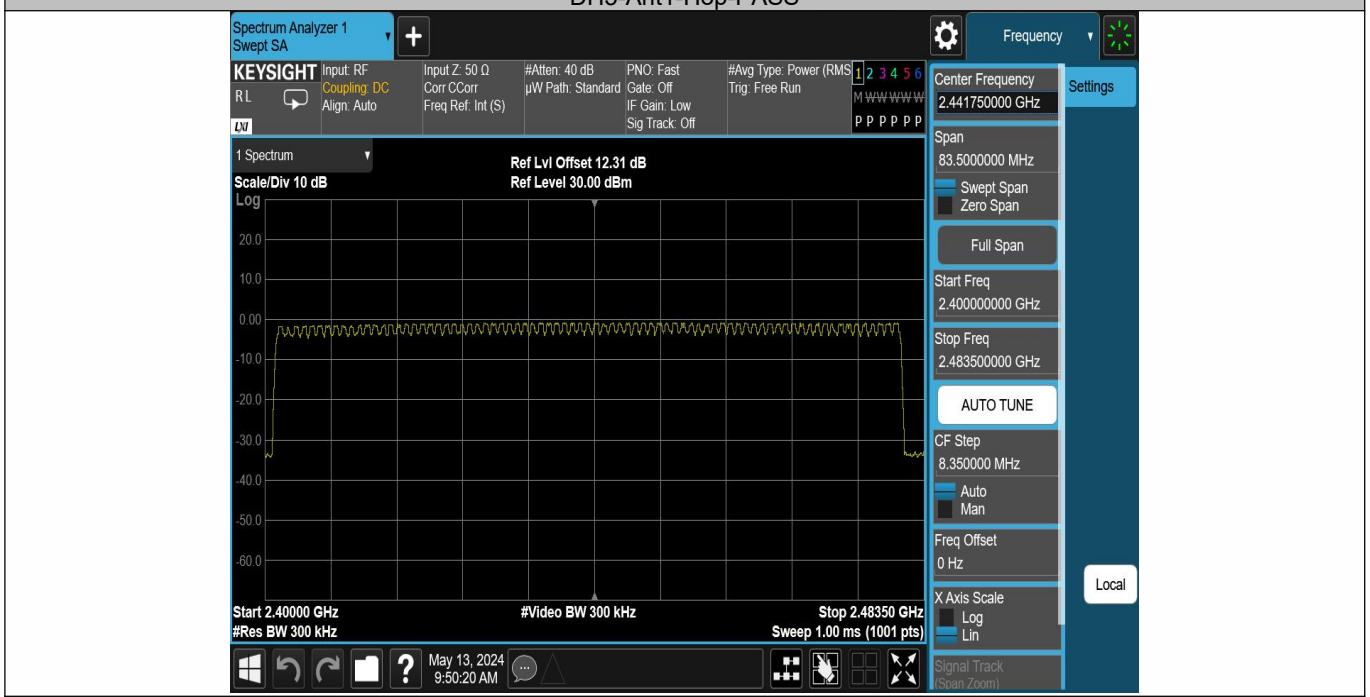 Spectrum Analyzer 1
Swept SA
Frequency
KEYSIGHT
RL
LXI
Input: RF
Coupling: DC
Align: Auto
Input Z: 50 Ω
Corr CCorr
Freq Ref: Int (S)
#Atten: 40 dB
µW Path: Standard
PNO: Fast
Gate: Off
IF Gain: Low
Sig Track: Off
#Avg Type: Power (RMS
Trig: Free Run
1 2 3 4 5 6
M W W W W W
P P P P P P
1 Spectrum
Scale/Div 10 dB
Log
Ref Lvl Offset 12.31 dB
Ref Level 30.00 dBm
20.0
10.0
0.00
-10.0
-20.0
-30.0
-40.0
-50.0
-60.0
Start 2.40000 GHz
#Res BW 300 kHz
#Video BW 300 kHz
Stop 2.48350 GHz
Sweep 1.00 ms (1001 pts)
Center Frequency
2.441750000 GHz
Settings
Span
83.5000000 MHz
Swept Span
Zero Span
Full Span
Start Freq
2.400000000 GHz
Stop Freq
2.483500000 GHz
AUTO TUNE
CF Step
8.350000 MHz
Auto
Man
Freq Offset
0 Hz
X Axis Scale
Log
Lin
Signal Track
(Span Zoom)
Local
?
May 13, 2024
9:50:20 AM